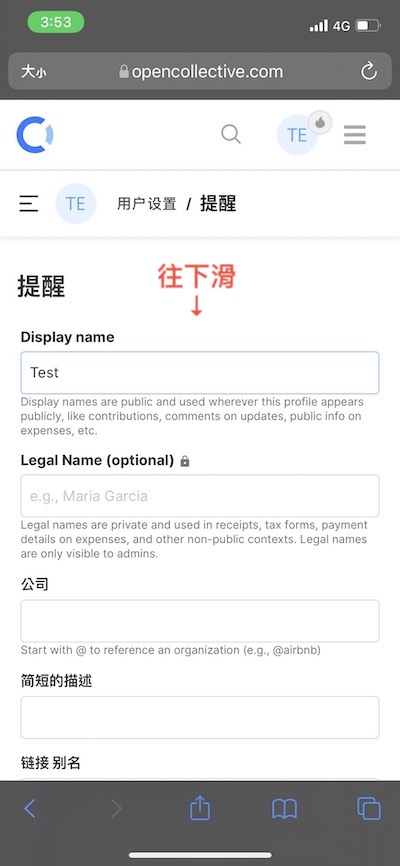 3:53
4G
大小
opencollective.com
TE
TE
用户设置 / 提醒
提醒
往下滑
↓
Display name
Test
Display names are public and used wherever this profile appears
publicly, like contributions, comments on updates, public info on
expenses, etc.
Legal Name (optional)
e.g., Maria Garcia
Legal names are private and used in receipts, tax forms, payment
details on expenses, and other non-public contexts. Legal names
are only visible to admins.
公司
Start with @ to reference an organization (e.g., @airbnb)
简短的描述
链接 别名